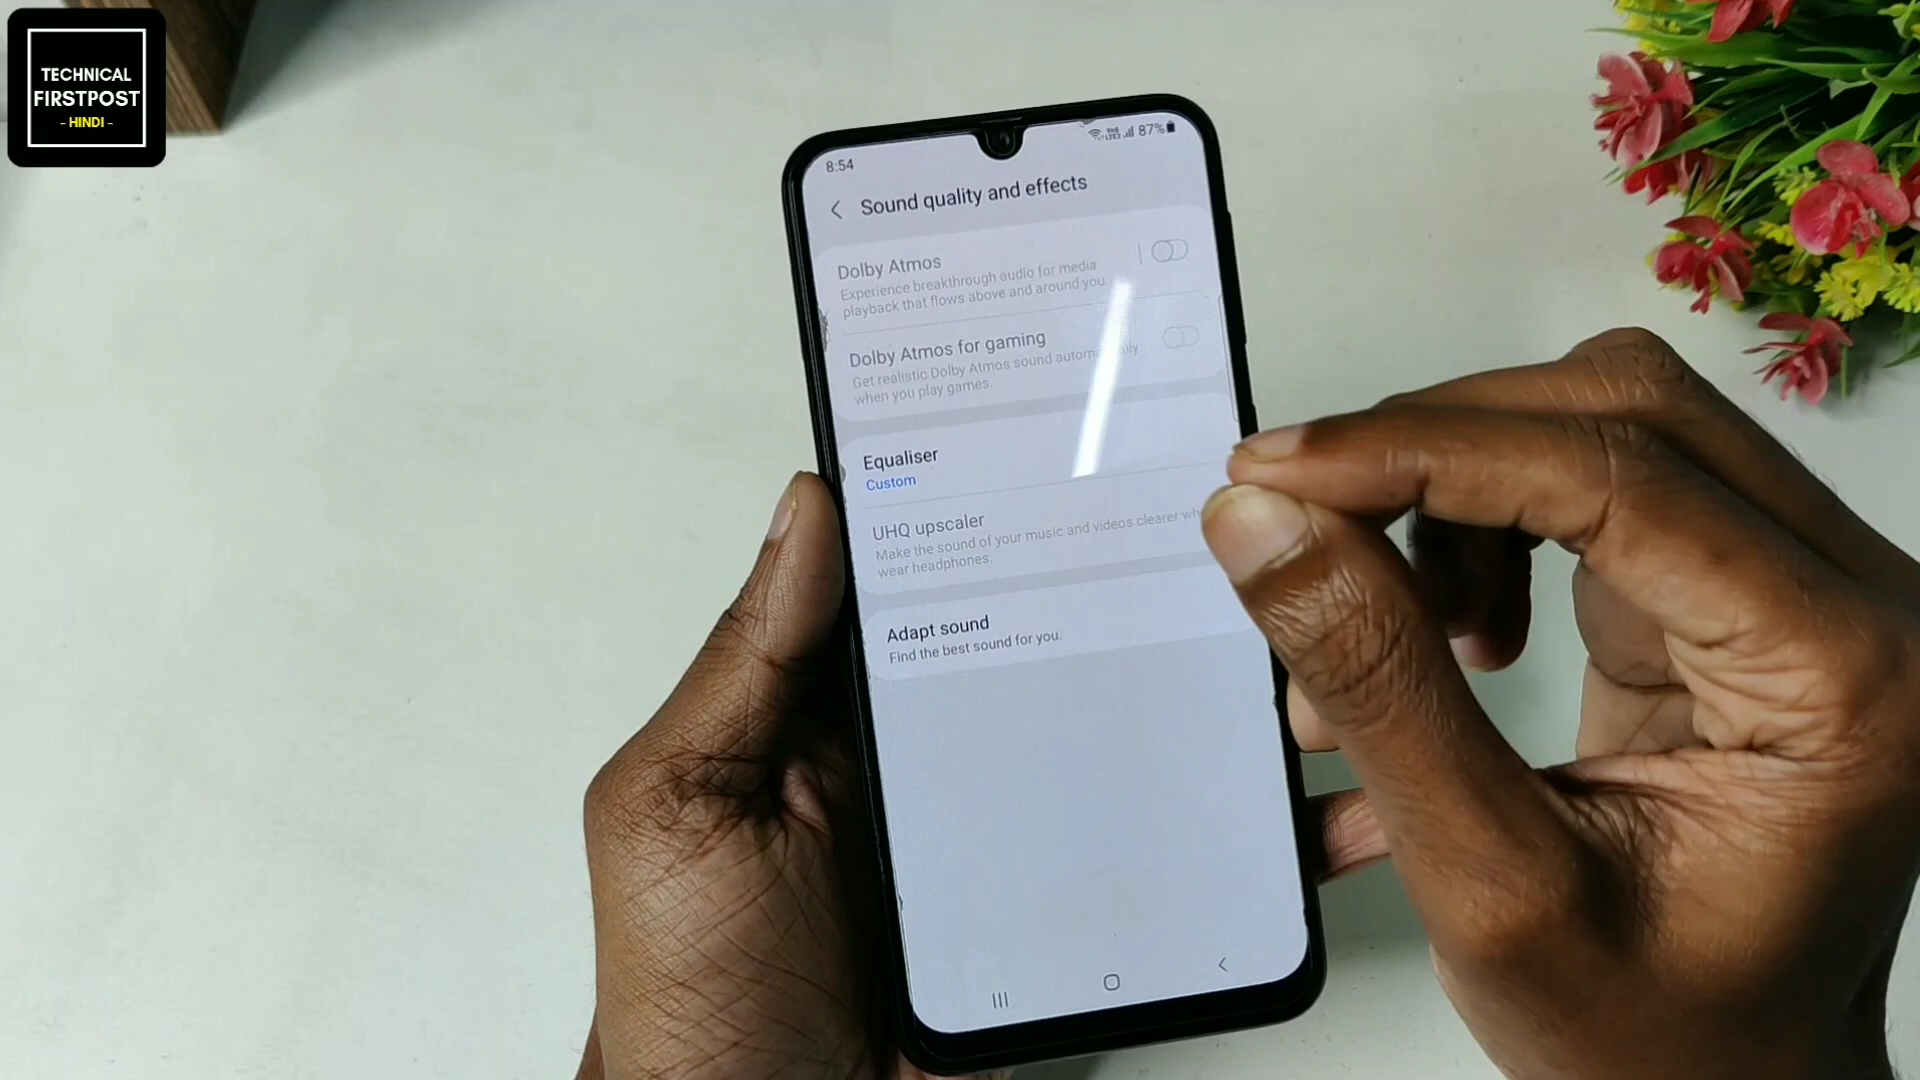 TECHNICAL
FIRSTPOST
- HINDI -
8:54
87%
Sound quality and effects
Dolby Atmos
Experience breakthrough audio for media
playback that flows above and around you.
Dolby Atmos for gaming
Get realistic Dolby Atmos sound automatically
when you play games.
Equaliser
Custom
UHQ upscaler
Make the sound of your music and videos clearer wh
wear headphones.
Adapt sound
Find the best sound for you.